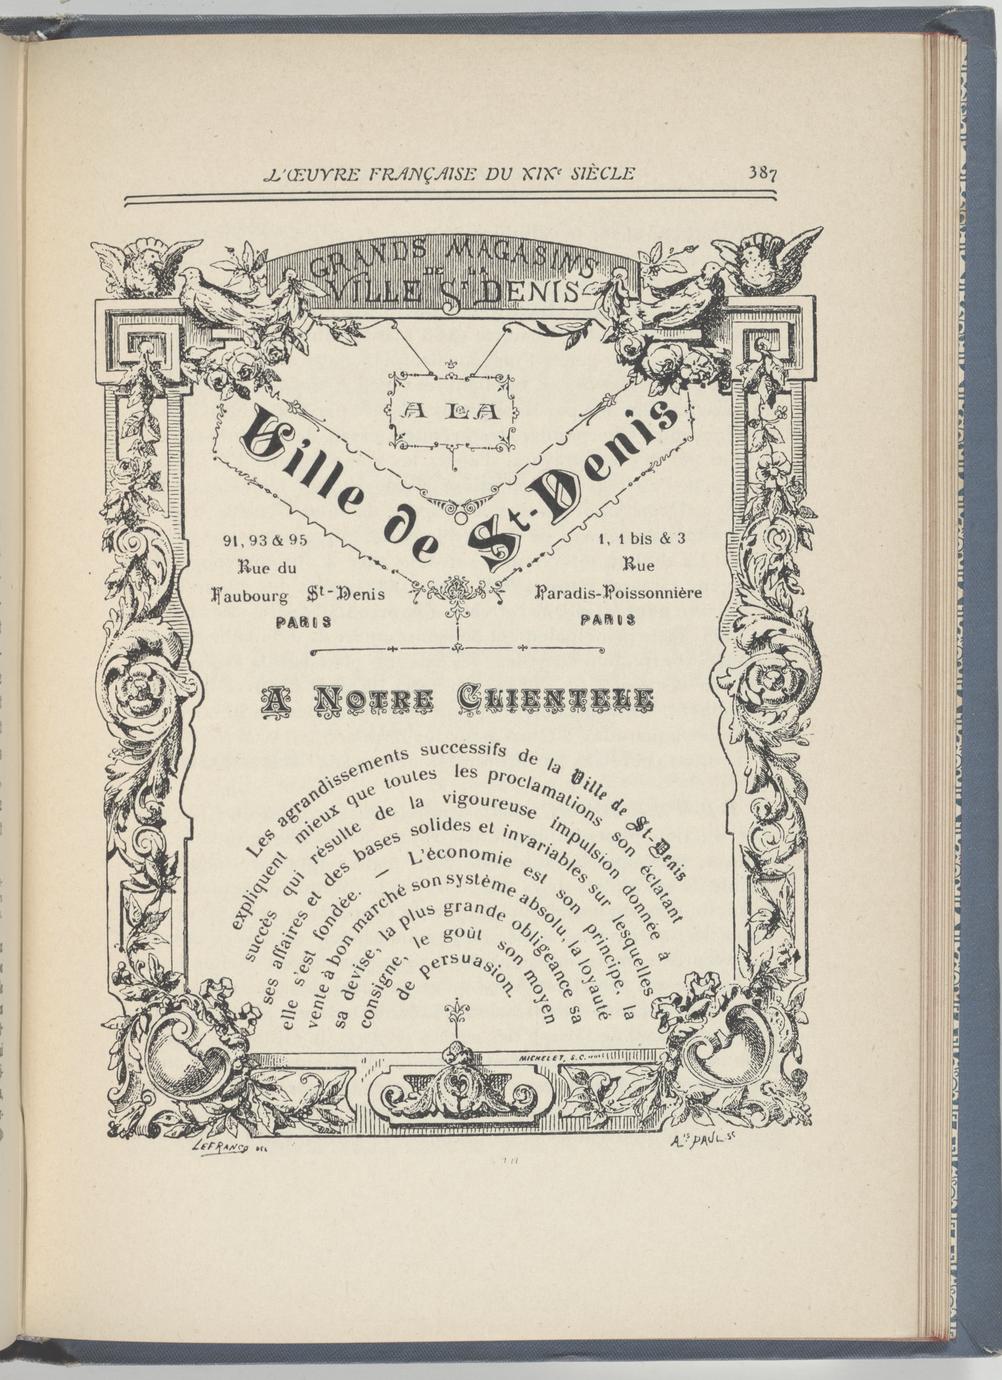 L'ŒUVRE FRANÇAISE DU XIXe SIÈCLE 387
GRANDS MAGASINS
DE LA
VILLE St DENIS
A LA
Ville de St-Denis
91, 93 & 95
Rue du
Faubourg St-Denis
PARIS
1, 1 bis & 3
Rue
Paradis-Poissonnière
PARIS
A NOTRE CLIENTELE
Les agrandissements successifs de la Ville de St-Denis
expliquent mieux que toutes les proclamations son éclatant
succès qui résulte de la vigoureuse impulsion donnée à
ses affaires et des bases solides et invariables sur lesquelles
elle s'est fondée. — L'économie est son principe, la
vente à bon marché son système absolu, la loyauté
sa devise, la plus grande obligeance sa
consigne, le goût son moyen
de persuasion.
MICHELET, S.C.
LEFRANCQ DEL
Ais PAUL Sc